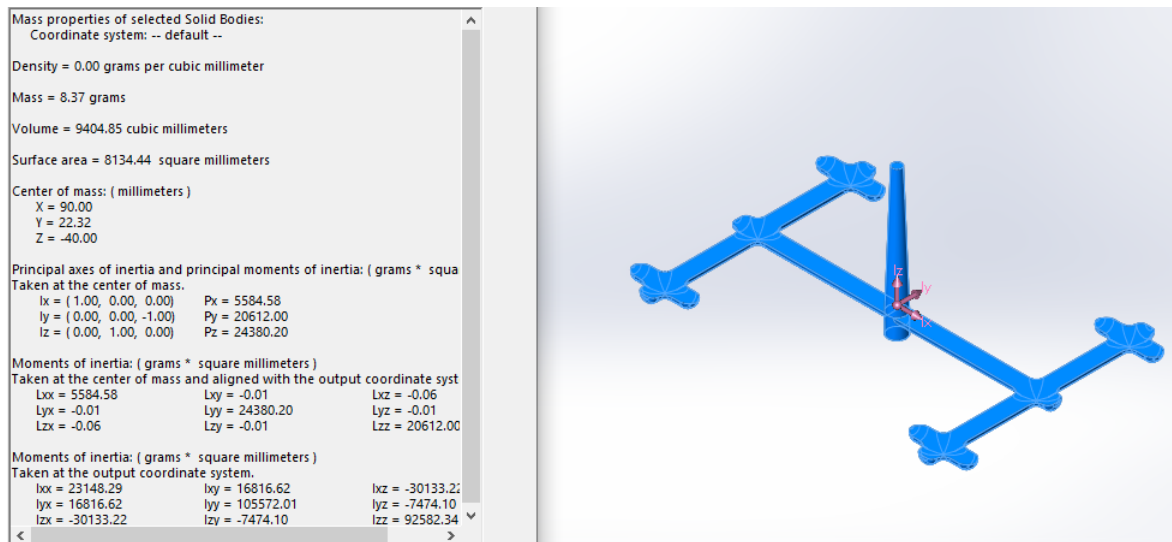 Mass properties of selected Solid Bodies:
Coordinate system: -- default --
Density = 0.00 grams per cubic millimeter
Mass = 8.37 grams
Volume = 9404.85 cubic millimeters
Surface area = 8134.44  square millimeters
Center of mass: ( millimeters )
X = 90.00
Y = 22.32
Z = -40.00
Principal axes of inertia and principal moments of inertia: ( grams *  squa
Taken at the center of mass.
Ix = ( 1.00,  0.00,  0.00)   Px = 5584.58
Iy = ( 0.00,  0.00, -1.00)   Py = 20612.00
Iz = ( 0.00,  1.00,  0.00)   Pz = 24380.20
Moments of inertia: ( grams *  square millimeters )
Taken at the center of mass and aligned with the output coordinate syst
Lxx = 5584.58   Lxy = -0.01   Lxz = -0.06
Lyx = -0.01   Lyy = 24380.20   Lyz = -0.01
Lzx = -0.06   Lzy = -0.01   Lzz = 20612.00
Moments of inertia: ( grams *  square millimeters )
Taken at the output coordinate system.
Ixx = 23148.29   Ixy = 16816.62   Ixz = -30133.22
Iyx = 16816.62   Iyy = 105572.01   Iyz = -7474.10
Izx = -30133.22   Izy = -7474.10   Izz = 92582.34
Iz
Iy
Ix